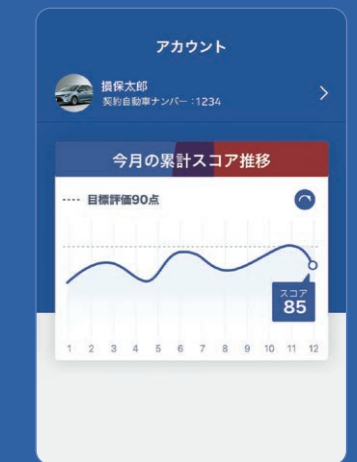 アカウント
損保太郎
契約自動車ナンバー：1234
今月の累計スコア推移
---- 目標評価90点
スコア
85
1 2 3 4 5 6 7 8 9 10 11 12